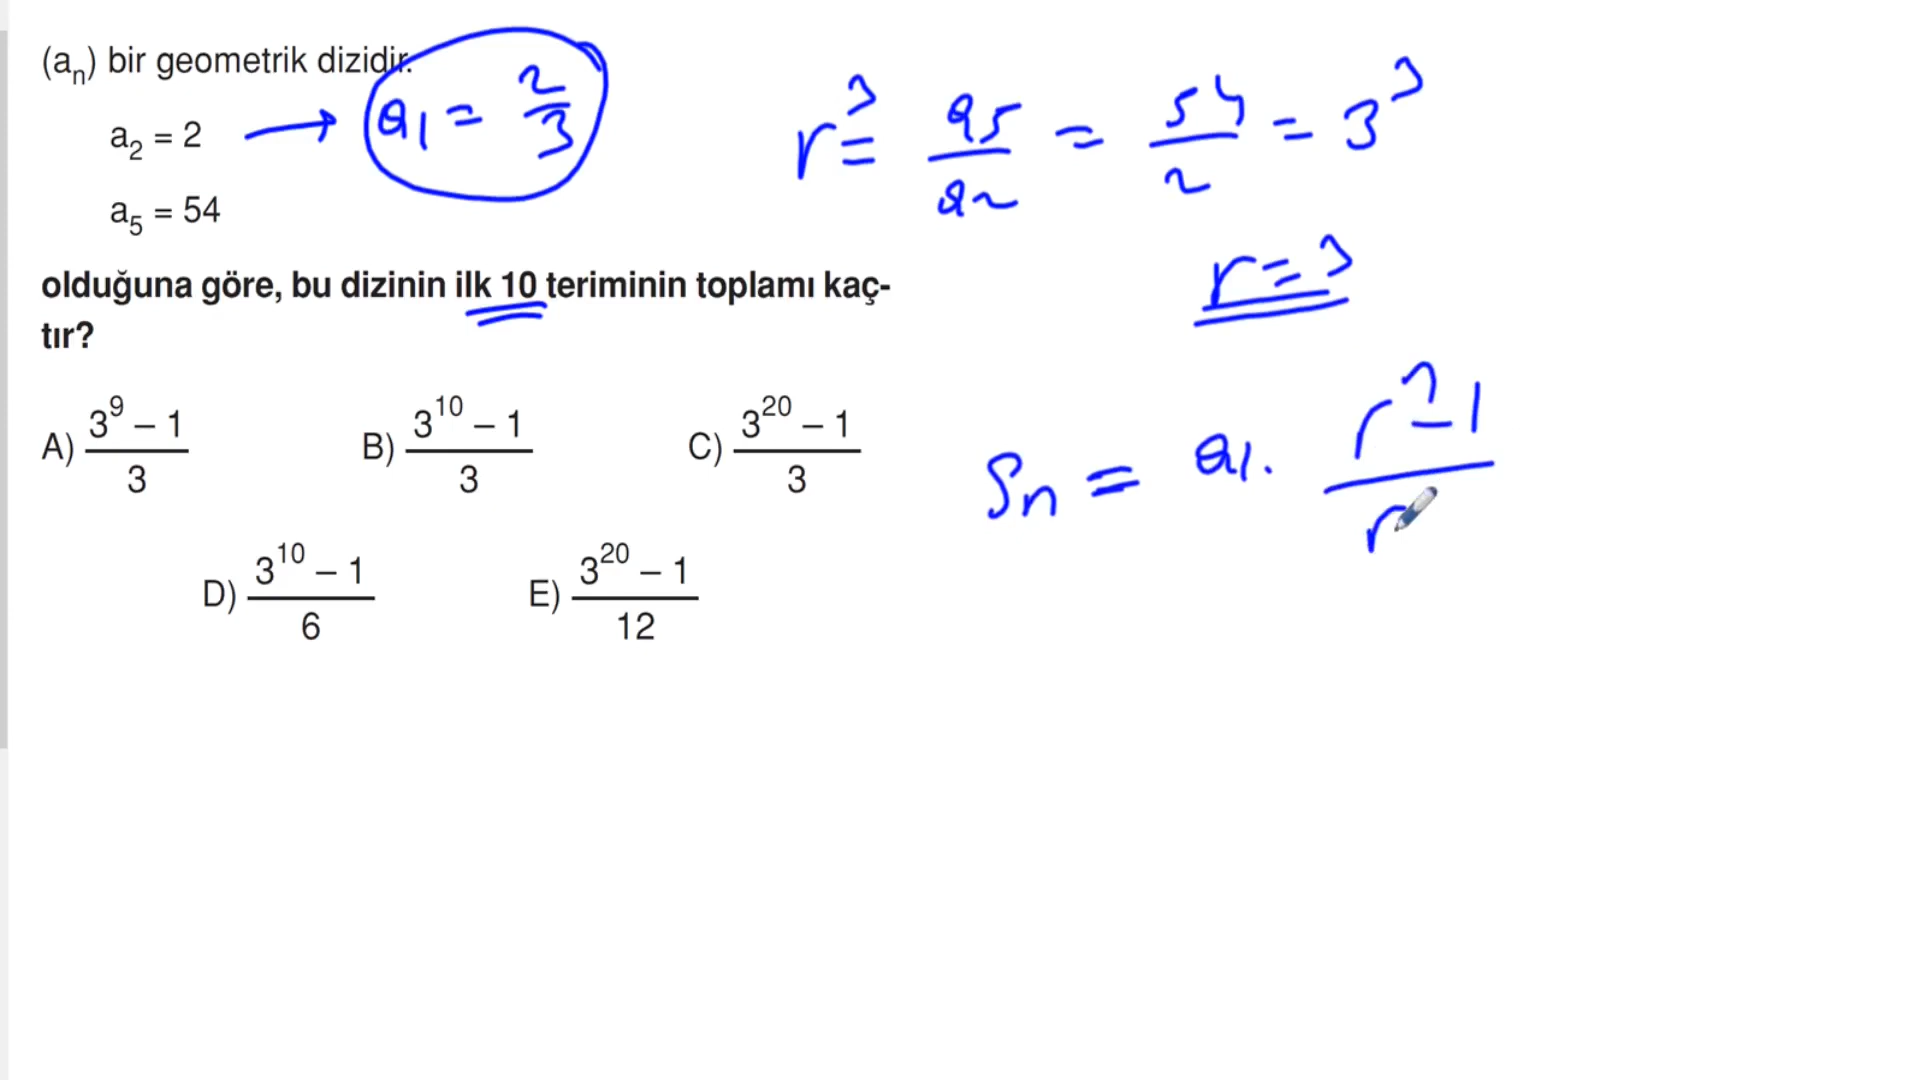 (aₙ) bir geometrik dizidir.
a₂ = 2 → a₁ = 2/3
a₅ = 54
olduğuna göre, bu dizinin ilk 10 teriminin toplamı kaç-
tır?
A) (3⁹ – 1)/3 B) (3¹⁰ – 1)/3 C) (3²⁰ – 1)/3
D) (3¹⁰ – 1)/6 E) (3²⁰ – 1)/12
r³ = a₅/a₂ = 54/2 = 3³
r = 3
Sₙ = a₁ · (rⁿ – 1)/r